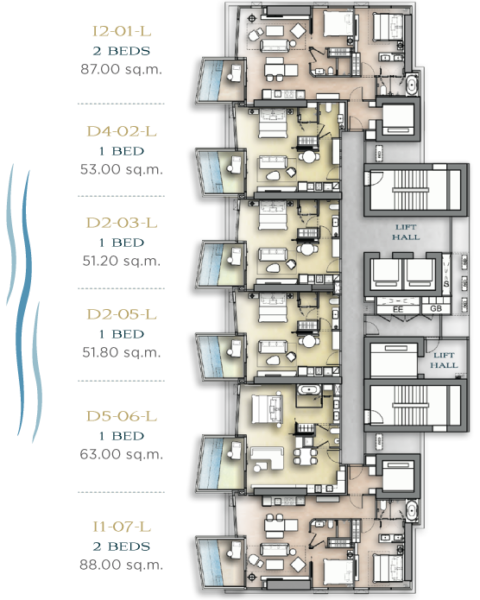 I2-01-L
2 BEDS
87.00 sq.m.
D4-02-L
1 BED
53.00 sq.m.
D2-03-L
1 BED
51.20 sq.m.
D2-05-L
1 BED
51.80 sq.m.
D5-06-L
1 BED
63.00 sq.m.
I1-07-L
2 BEDS
88.00 sq.m.
LIFT
HALL
S
EE
GB
LIFT
HALL